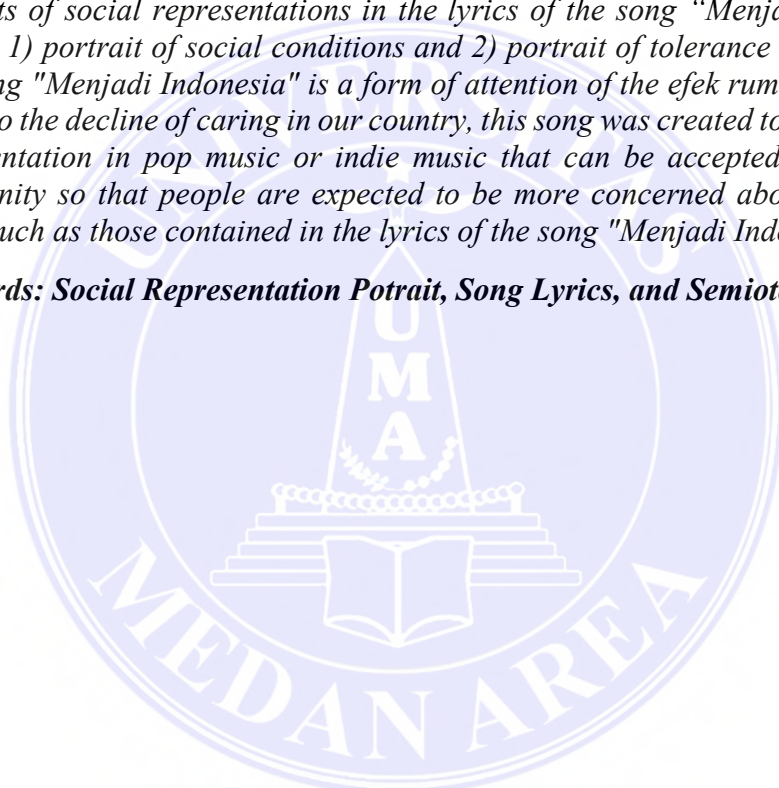 ts of social representations in the lyrics of the song “Menja
1) portrait of social conditions and 2) portrait of tolerance
ng "Menjadi Indonesia" is a form of attention of the efek rum
o the decline of caring in our country, this song was created to
entation in pop music or indie music that can be accepted
nity so that people are expected to be more concerned abo
uch as those contained in the lyrics of the song "Menjadi Ind
rds: Social Representation Potrait, Song Lyrics, and Semiot
UNIVERSITAS
U
M
A
MEDAN AREA